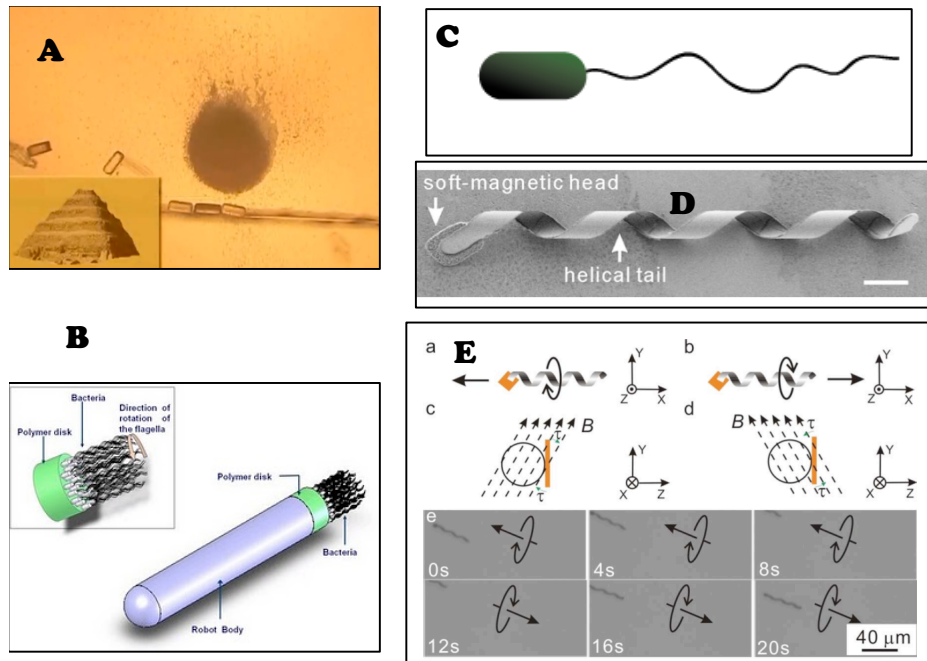 A
B
Bacteria
Direction of
rotation of
the flagella
Polymer disk
Polymer disk
Bacteria
Robot Body
C
soft-magnetic head
D
helical tail
E
a
Y
Z
X
b
Y
Z
X
c
B
τ
τ
Y
X
Z
d
B
τ
τ
Y
X
Z
e
0s
4s
8s
12s
16s
20s
40 μm